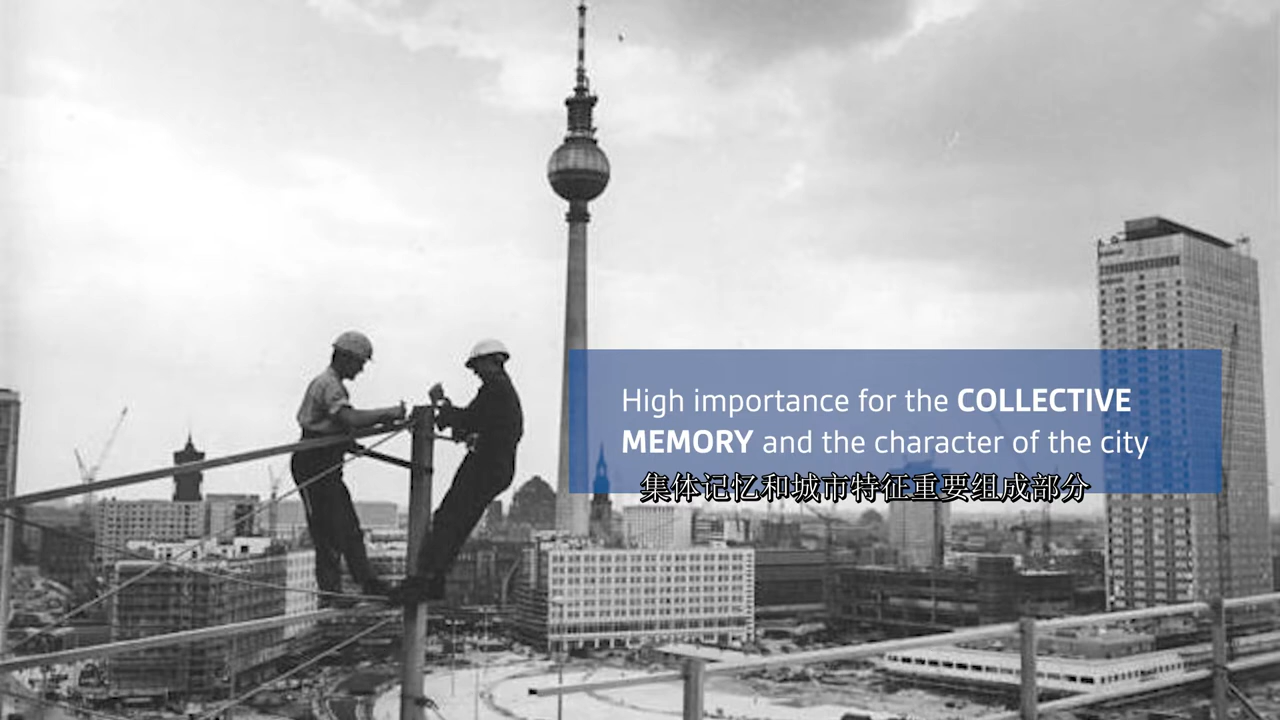 High importance for the COLLECTIVE
MEMORY and the character of the city
集体记忆和城市特征重要组成部分